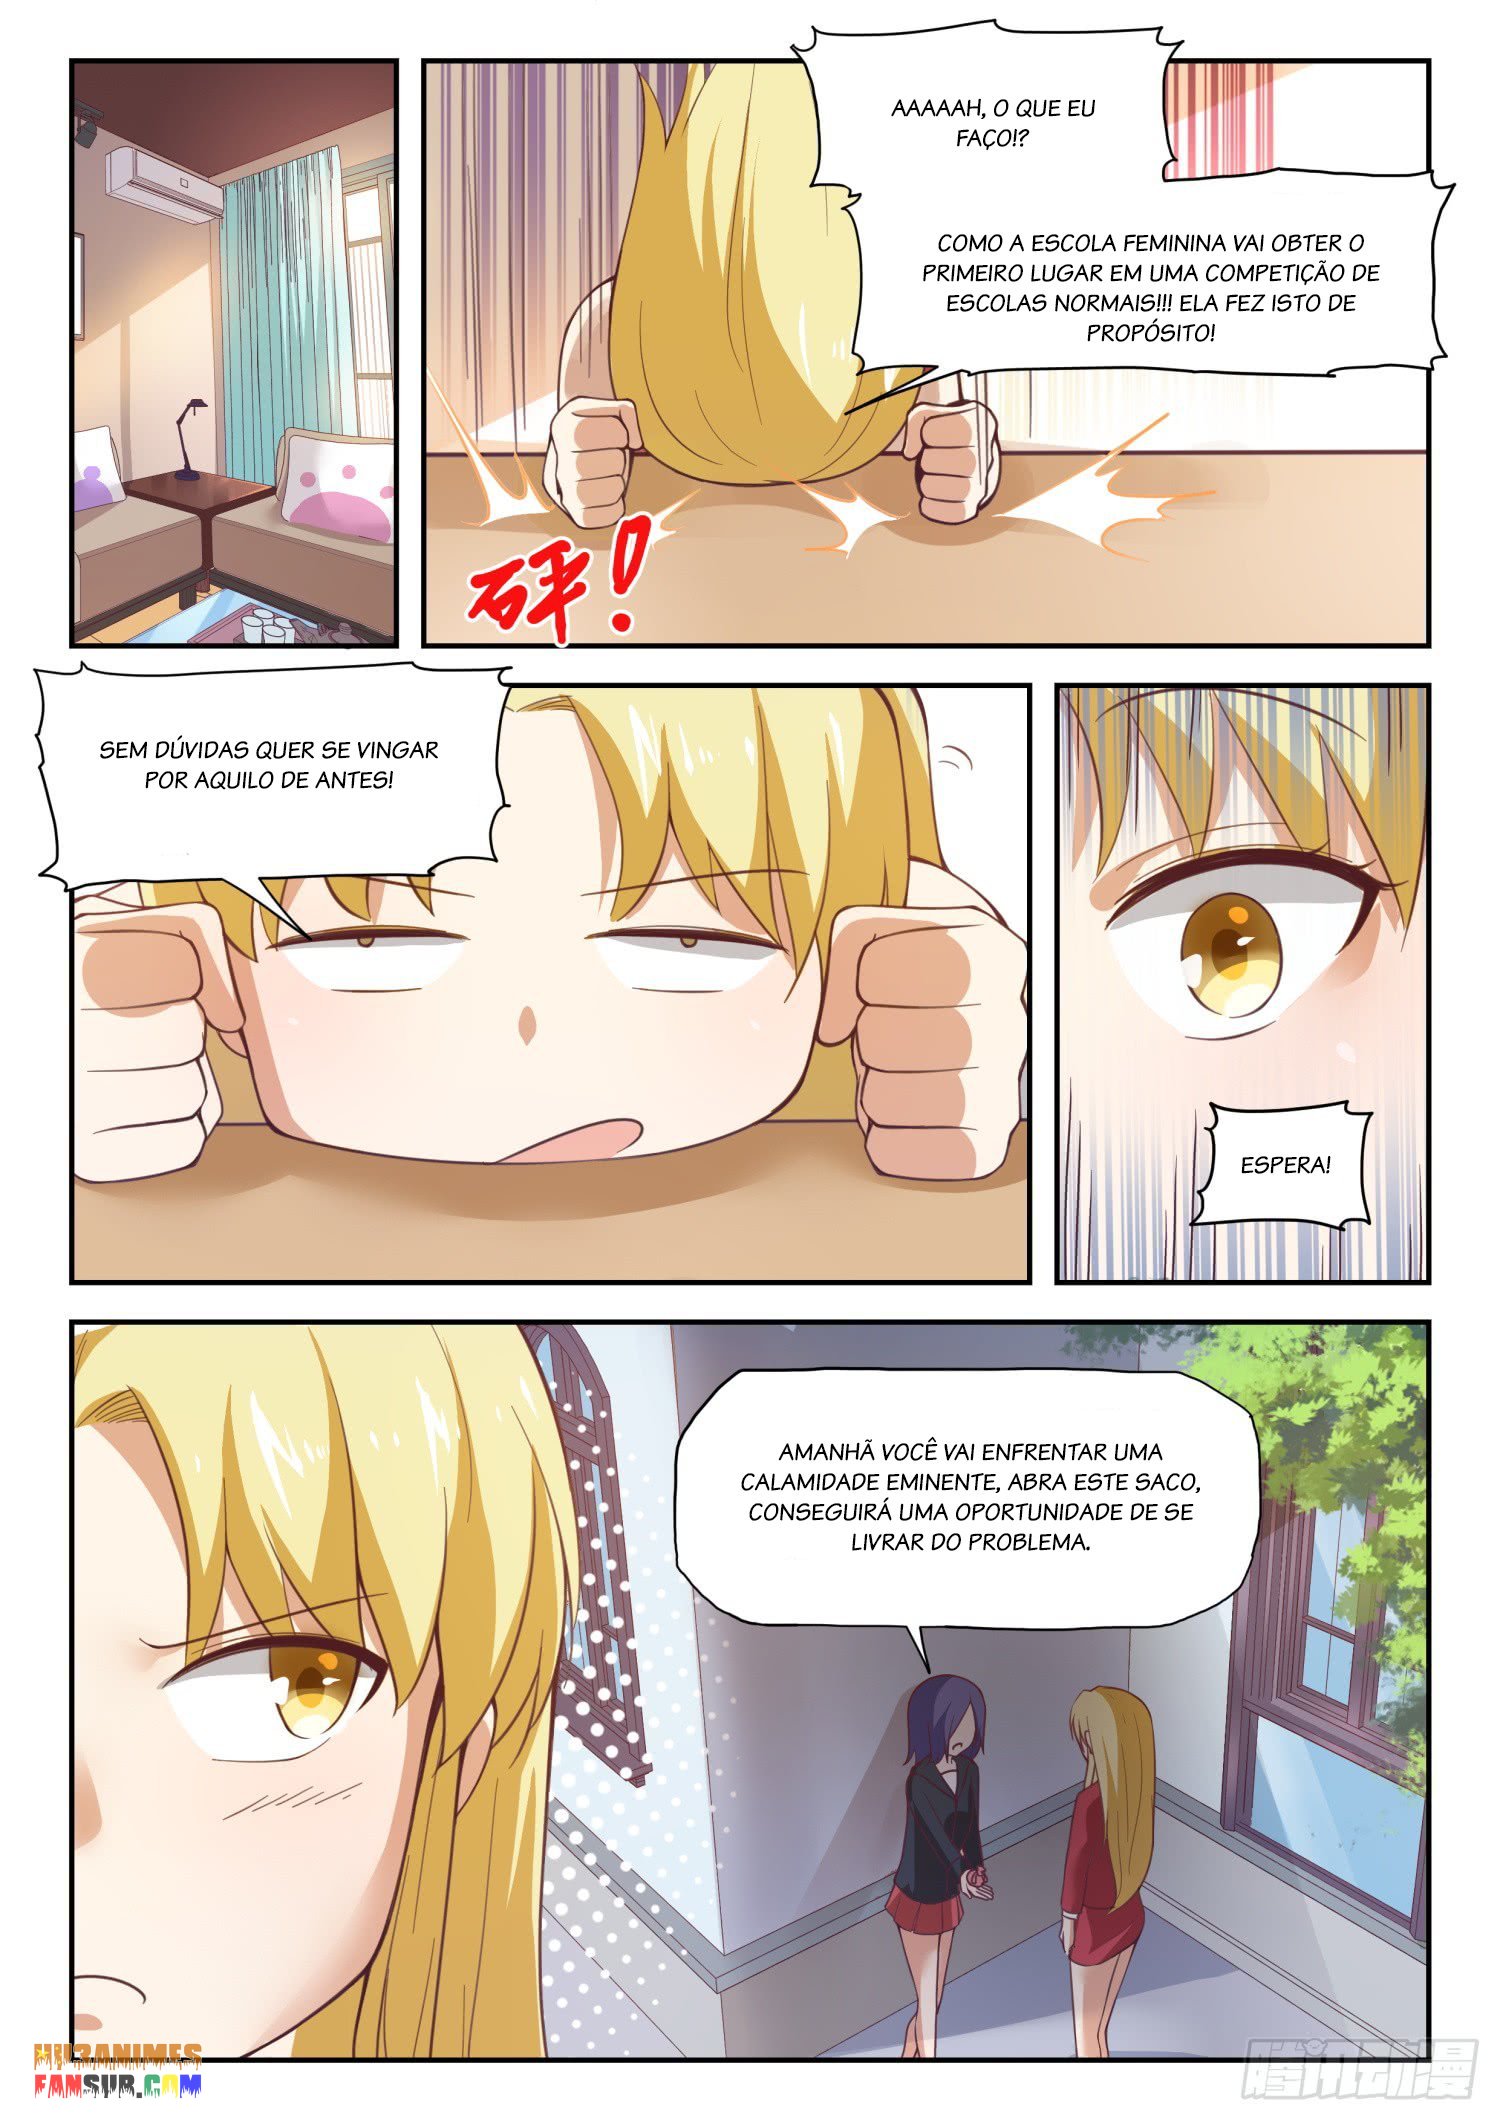 AAAAAH, O QUE EU
FAÇO!?
COMO A ESCOLA FEMININA VAI OBTER O
PRIMEIRO LUGAR EM UMA COMPETIÇÃO DE
ESCOLAS NORMAIS!!! ELA FEZ ISTO DE
PROPÓSITO!
砰!
SEM DÚVIDAS QUER SE VINGAR
POR AQUILO DE ANTES!
ESPERA!
AMANHÃ VOCÊ VAI ENFRENTAR UMA
CALAMIDADE EMINENTE, ABRA ESTE SACO,
CONSEGUIRÁ UMA OPORTUNIDADE DE SE
LIVRAR DO PROBLEMA.
HU3ANIMES
FANSUB.COM
腾讯动漫